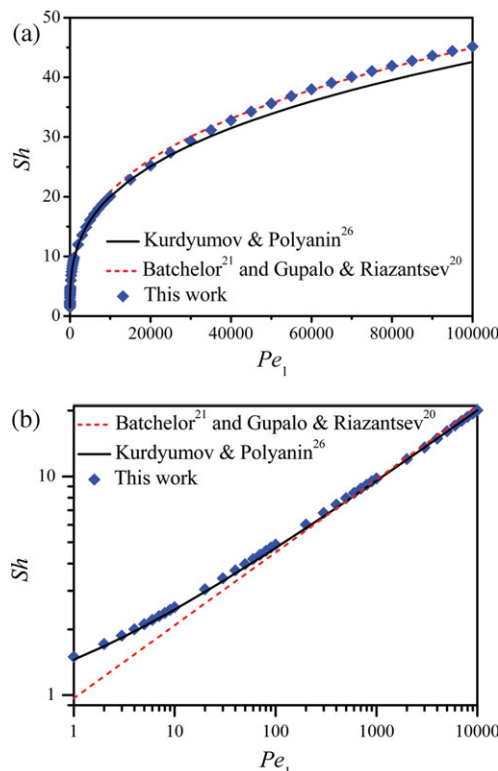 (a)
50
40
30
20
10
0
Sh
Kurdyumov & Polyanin26
Batchelor21 and Gupalo & Riazantsev20
This work
0 20000 40000 60000 80000 100000
Pe1
(b)
Batchelor21 and Gupalo & Riazantsev20
Kurdyumov & Polyanin26
This work
10
1
Sh
1 10 100 1000 10000
Pe1